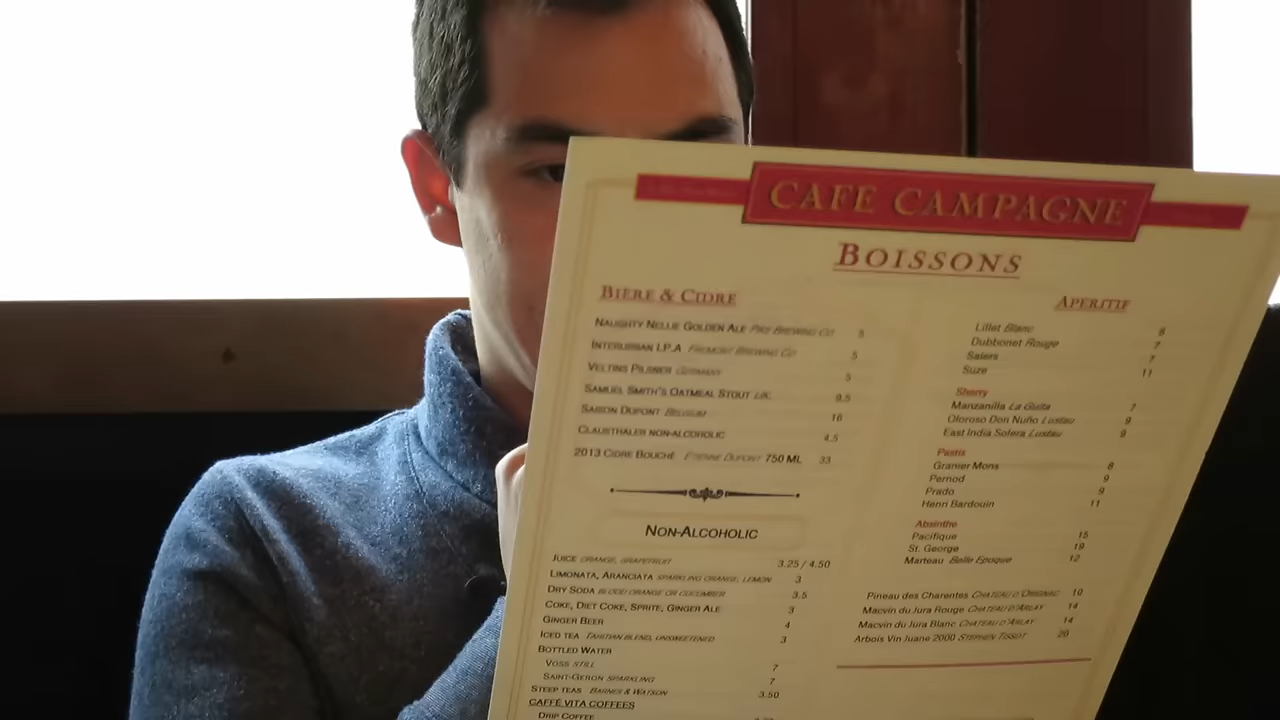 CAFÉ CAMPAGNE
BOISSONS
BIÈRE & CIDRE
NAUGHTY NELLIE GOLDEN ALE PIKE BREWING CO 5
INTERURBAN I.P.A FREMONT BREWING CO 5
VELTINS PILSNER GERMANY 5
SAMUEL SMITH'S OATMEAL STOUT U.K. 9.5
SAISON DUPONT BELGIUM 16
CLAUSTHALER NON-ALCOHOLIC 4.5
2013 CIDRE BOUCHÉ ETIENNE DUPONT 750 ML 33
NON-ALCOHOLIC
JUICE ORANGE, GRAPEFRUIT 3.25 / 4.50
LIMONATA, ARANCIATA SPARKLING ORANGE, LEMON 3
DRY SODA BLOOD ORANGE OR CUCUMBER 3.5
COKE, DIET COKE, SPRITE, GINGER ALE 3
GINGER BEER 4
ICED TEA TAHITIAN BLEND, UNSWEETENED 3
BOTTLED WATER
VOSS STILL 7
SAINT-GERON SPARKLING 7
STEEP TEAS BARNES & WATSON 3.50
CAFFÉ VITA COFFEES
DRIP COFFEE
APERITIF
Lillet Blanc 8
Dubbonet Rouge 7
Salers 7
Suze 11
Sherry
Manzanilla La Guita 7
Oloroso Don Nuño Lustau 9
East India Solera Lustau 9
Pastis
Granier Mons 8
Pernod 9
Prado 9
Henri Bardouin 11
Absinthe
Pacifique 15
St. George 19
Marteau Belle Epoque 12
Pineau des Charentes CHATEAU D'ORIGNAC 10
Macvin du Jura Rouge CHATEAU D'ARLAY 14
Macvin du Jura Blanc CHATEAU D'ARLAY 14
Arbois Vin Juane 2000 STEPHEN TISSOT 20